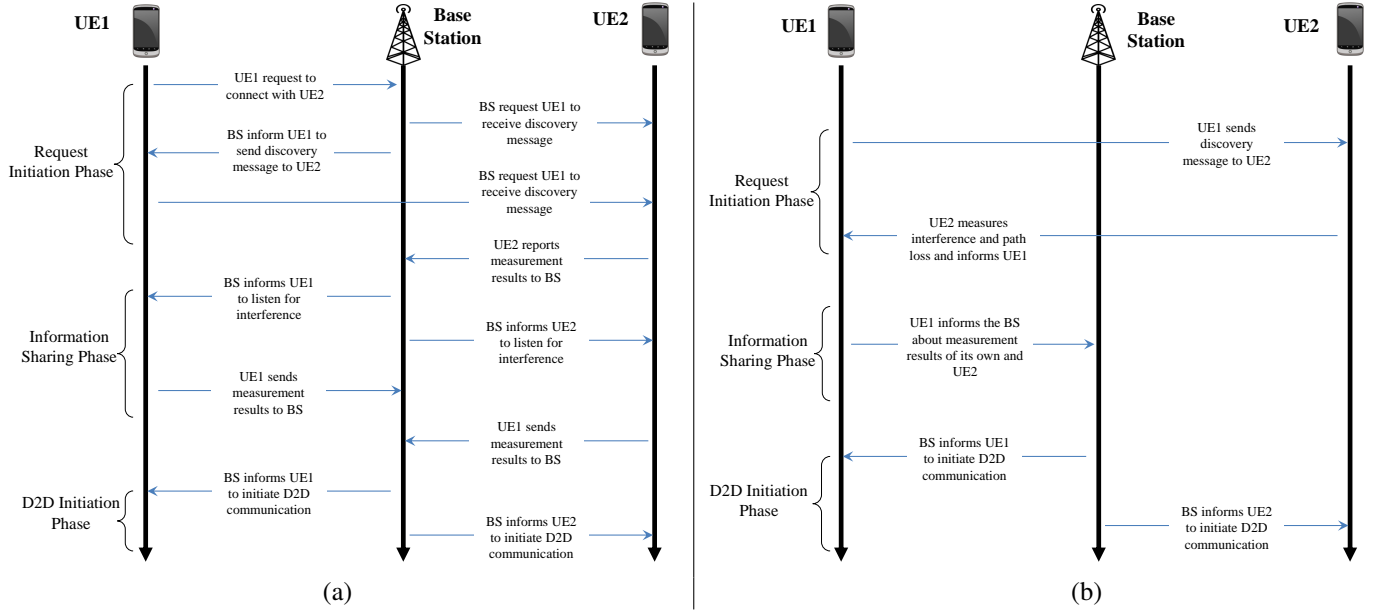 UE1
Base
Station
UE2
UE1 request to
connect with UE2
BS request UE1 to
receive discovery
message
BS inform UE1 to
send discovery
message to UE2
Request
Initiation Phase
BS request UE1 to
receive discovery
message
UE2 reports
measurement
results to BS
BS informs UE1
to listen for
interference
Information
Sharing Phase
BS informs UE2
to listen for
interference
UE1 sends
measurement
results to BS
UE1 sends
measurement
results to BS
BS informs UE1
to initiate D2D
communication
D2D Initiation
Phase
BS informs UE2
to initiate D2D
communication
(a)
UE1
Base
Station
UE2
UE1 sends
discovery
message to UE2
Request
Initiation Phase
UE2 measures
interference and path
loss and informs UE1
Information
Sharing Phase
UE1 informs the BS
about measurement
results of its own and
UE2
BS informs UE1
to initiate D2D
communication
D2D Initiation
Phase
BS informs UE2
to initiate D2D
communication
(b)